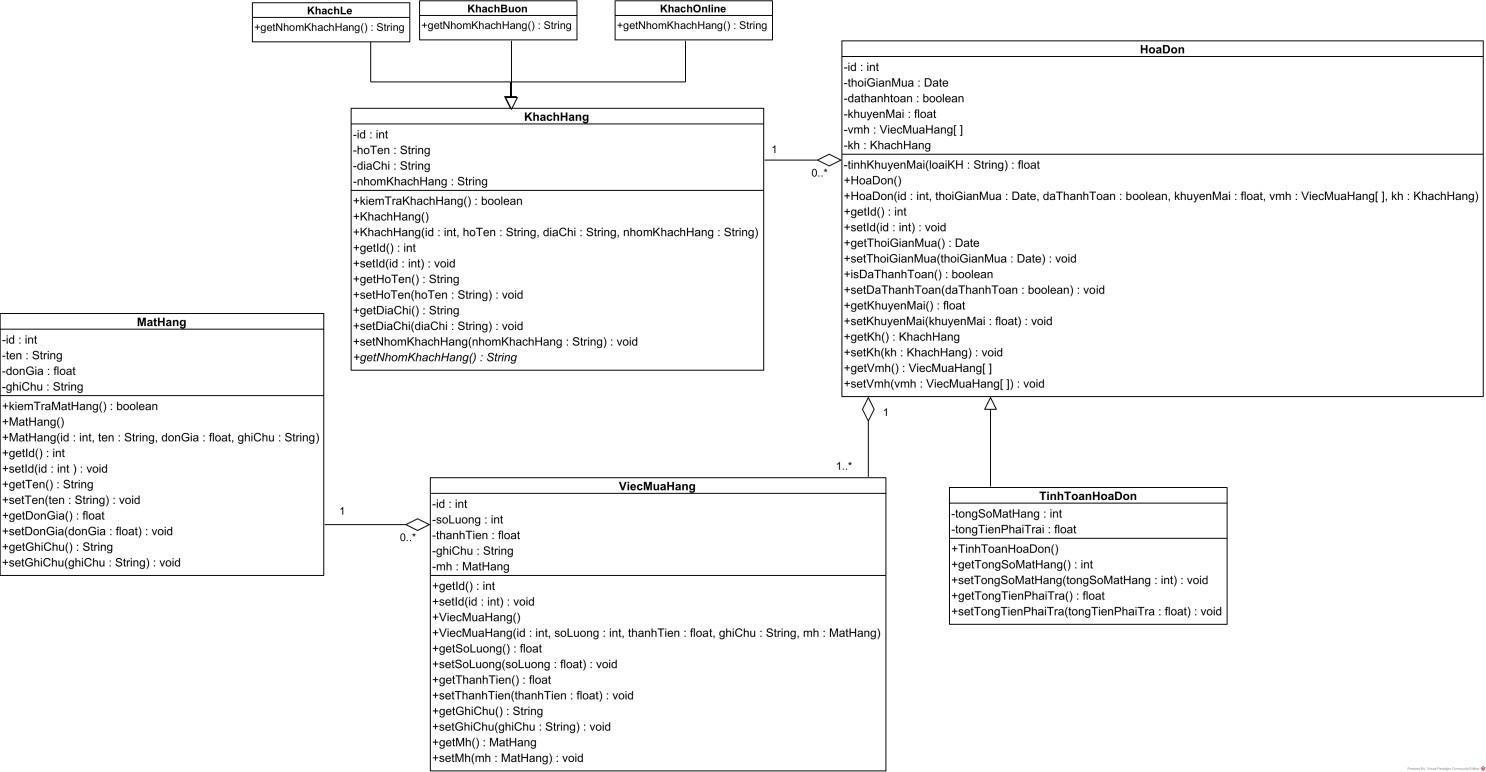 KhachLe
+getNhomKhachHang() : String
KhachBuon
+getNhomKhachHang() : String
KhachOnline
+getNhomKhachHang() : String
KhachHang
-id : int
-hoTen : String
-diaChi : String
-nhomKhachHang : String
+kiemTraKhachHang() : boolean
+KhachHang()
+KhachHang(id : int, hoTen : String, diaChi : String, nhomKhachHang : String)
+getId() : int
+setId(id : int) : void
+getHoTen() : String
+setHoTen(hoTen : String) : void
+getDiaChi() : String
+setDiaChi(diaChi : String) : void
+setNhomKhachHang(nhomKhachHang : String) : void
+getNhomKhachHang() : String
1
0..*
HoaDon
-id : int
-thoiGianMua : Date
-dathanhtoan : boolean
-khuyenMai : float
-vmh : ViecMuaHang[ ]
-kh : KhachHang
-tinhKhuyenMai(loaiKH : String) : float
+HoaDon()
+HoaDon(id : int, thoiGianMua : Date, daThanhToan : boolean, khuyenMai : float, vmh : ViecMuaHang[ ], kh : KhachHang)
+getId() : int
+setId(id : int) : void
+getThoiGianMua() : Date
+setThoiGianMua(thoiGianMua : Date) : void
+isDaThanhToan() : boolean
+setDaThanhToan(daThanhToan : boolean) : void
+getKhuyenMai() : float
+setKhuyenMai(khuyenMai : float) : void
+getKh() : KhachHang
+setKh(kh : KhachHang) : void
+getVmh() : ViecMuaHang[ ]
+setVmh(vmh : ViecMuaHang[ ]) : void
MatHang
-id : int
-ten : String
-donGia : float
-ghiChu : String
+kiemTraMatHang() : boolean
+MatHang()
+MatHang(id : int, ten : String, donGia : float, ghiChu : String)
+getId() : int
+setId(id : int ) : void
+getTen() : String
+setTen(ten : String) : void
+getDonGia() : float
+setDonGia(donGia : float) : void
+getGhiChu() : String
+setGhiChu(ghiChu : String) : void
1
0..*
1
1..*
ViecMuaHang
-id : int
-soLuong : int
-thanhTien : float
-ghiChu : String
-mh : MatHang
+getId() : int
+setId(id : int) : void
+ViecMuaHang()
+ViecMuaHang(id : int, soLuong : int, thanhTien : float, ghiChu : String, mh : MatHang)
+getSoLuong() : float
+setSoLuong(soLuong : float) : void
+getThanhTien() : float
+setThanhTien(thanhTien : float) : void
+getGhiChu() : String
+setGhiChu(ghiChu : String) : void
+getMh() : MatHang
+setMh(mh : MatHang) : void
TinhToanHoaDon
-tongSoMatHang : int
-tongTienPhaiTrai : float
+TinhToanHoaDon()
+getTongSoMatHang() : int
+setTongSoMatHang(tongSoMatHang : int) : void
+getTongTienPhaiTra() : float
+setTongTienPhaiTra(tongTienPhaiTra : float) : void